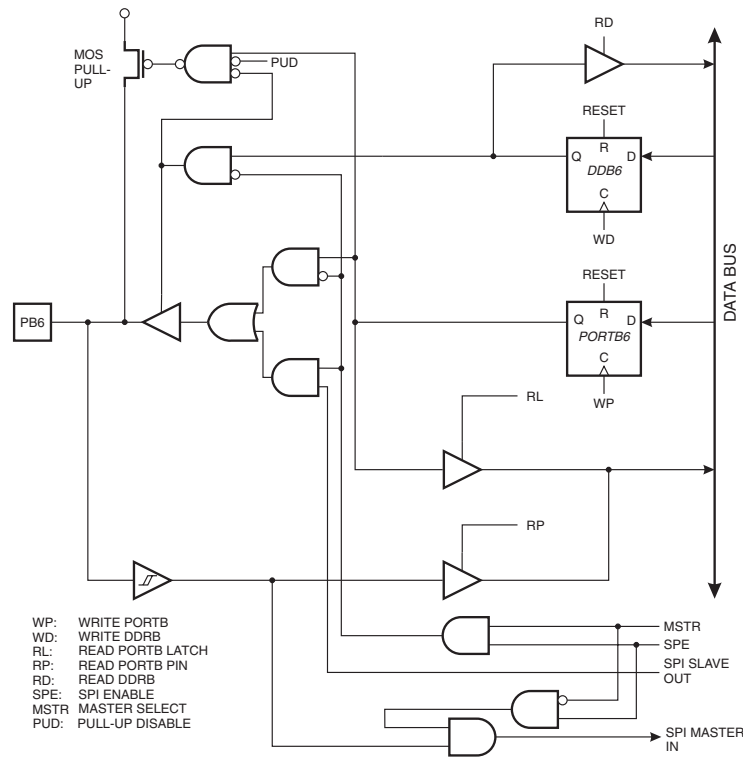 RD
MOS
PULL-
UP
PUD
RESET
R
Q
D
DDB6
C
WD
RESET
R
Q
D
PB6
PORTB6
C
WP
DATA BUS
RL
RP
WP: WRITE PORTB
WD: WRITE DDRB
RL: READ PORTB LATCH
RP: READ PORTB PIN
RD: READ DDRB
SPE: SPI ENABLE
MSTR MASTER SELECT
PUD: PULL-UP DISABLE
MSTR
SPE
SPI SLAVE
OUT
SPI MASTER
IN